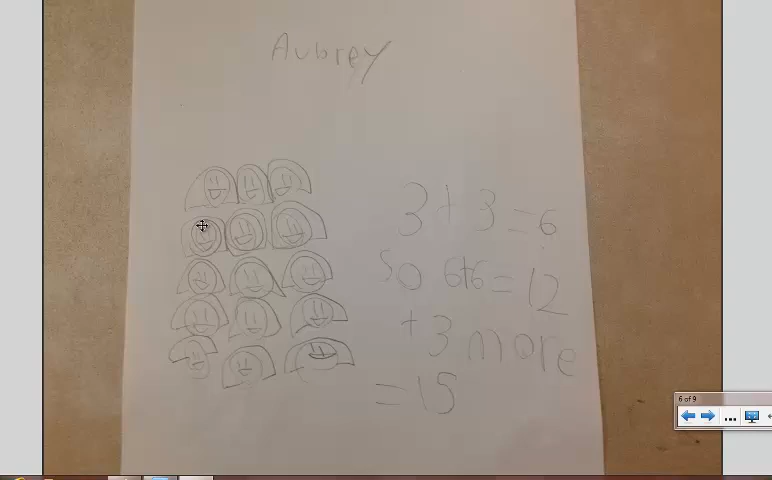 Aubrey
3+3=6
So 6+6=12
+3 more
=15
6 of 9